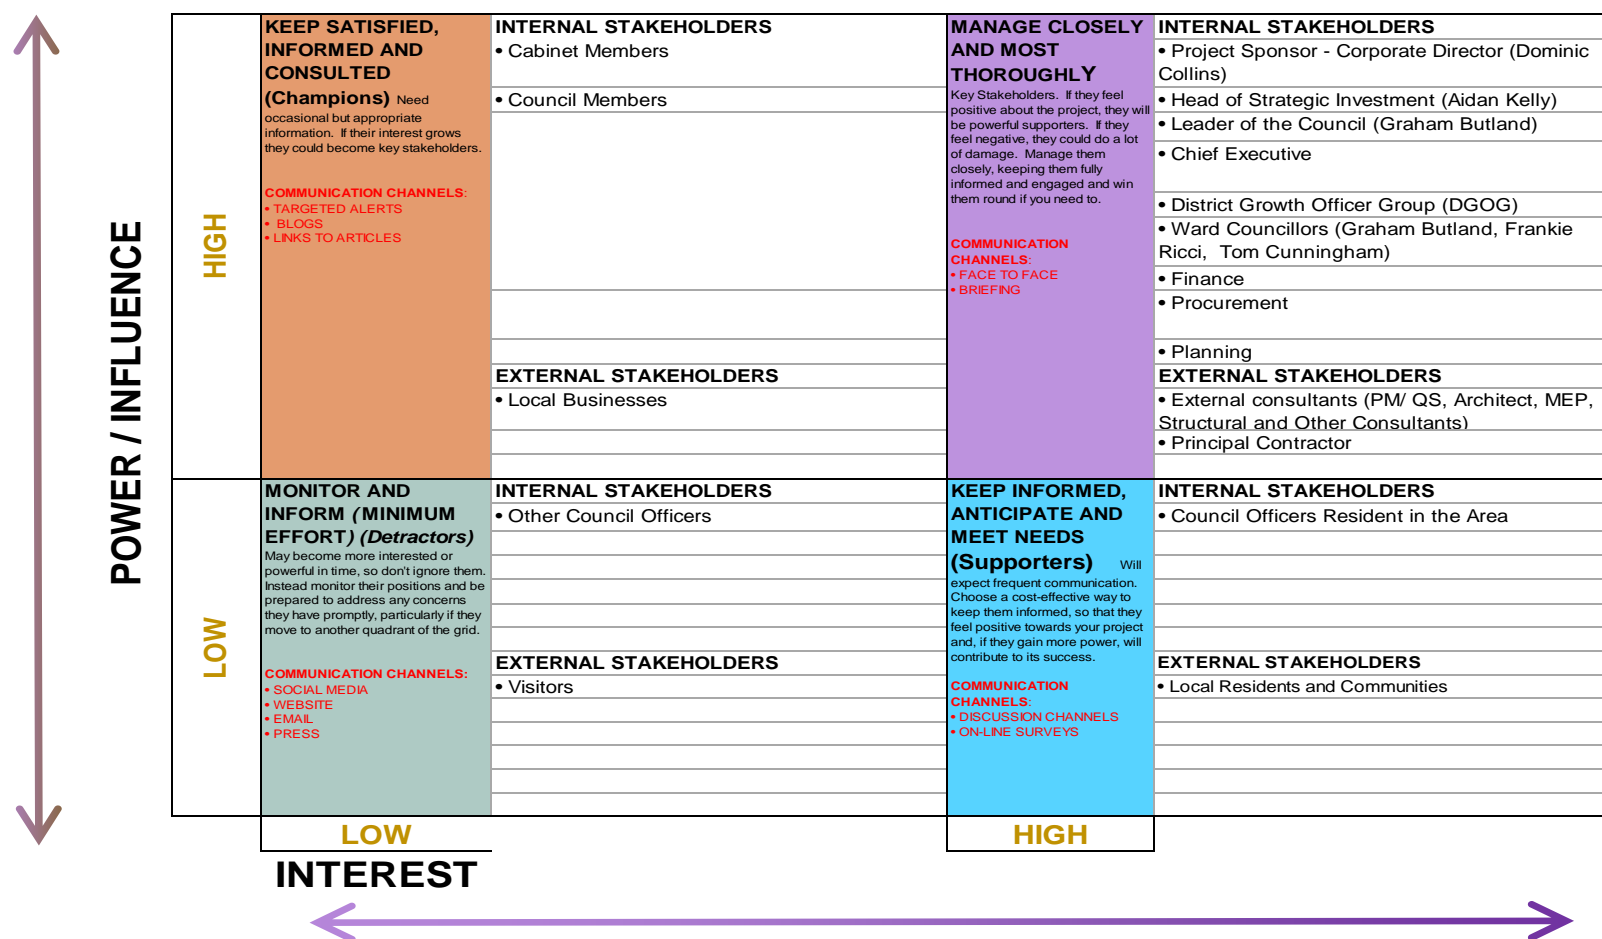 POWER / INFLUENCE
HIGH
KEEP SATISFIED,
INFORMED AND
CONSULTED
(Champions) Need
occasional but appropriate
information. If their interest grows
they could become key stakeholders.
COMMUNICATION CHANNELS:
• TARGETED ALERTS
• BLOGS
• LINKS TO ARTICLES
INTERNAL STAKEHOLDERS
• Cabinet Members
• Council Members
EXTERNAL STAKEHOLDERS
• Local Businesses
MANAGE CLOSELY
AND MOST
THOROUGHLY
Key Stakeholders. If they feel
positive about the project, they will
be powerful supporters. If they
feel negative, they could do a lot
of damage. Manage them
closely, keeping them fully
informed and engaged and win
them round if you need to.
COMMUNICATION
CHANNELS:
• FACE TO FACE
• BRIEFING
INTERNAL STAKEHOLDERS
• Project Sponsor - Corporate Director (Dominic
Collins)
• Head of Strategic Investment (Aidan Kelly)
• Leader of the Council (Graham Butland)
• Chief Executive
• District Growth Officer Group (DGOG)
• Ward Councillors (Graham Butland, Frankie
Ricci, Tom Cunningham)
• Finance
• Procurement
• Planning
EXTERNAL STAKEHOLDERS
• External consultants (PM/ QS, Architect, MEP,
Structural and Other Consultants)
• Principal Contractor
LOW
MONITOR AND
INFORM (MINIMUM
EFFORT) (Detractors)
May become more interested or
powerful in time, so don't ignore them.
Instead monitor their positions and be
prepared to address any concerns
they have promptly, particularly if they
move to another quadrant of the grid.
COMMUNICATION CHANNELS:
• SOCIAL MEDIA
• WEBSITE
• EMAIL
• PRESS
INTERNAL STAKEHOLDERS
• Other Council Officers
EXTERNAL STAKEHOLDERS
• Visitors
KEEP INFORMED,
ANTICIPATE AND
MEET NEEDS
(Supporters) Will
expect frequent communication.
Choose a cost-effective way to
keep them informed, so that they
feel positive towards your project
and, if they gain more power, will
contribute to its success.
COMMUNICATION
CHANNELS:
• DISCUSSION CHANNELS
• ON-LINE SURVEYS
INTERNAL STAKEHOLDERS
• Council Officers Resident in the Area
EXTERNAL STAKEHOLDERS
• Local Residents and Communities
LOW
HIGH
INTEREST